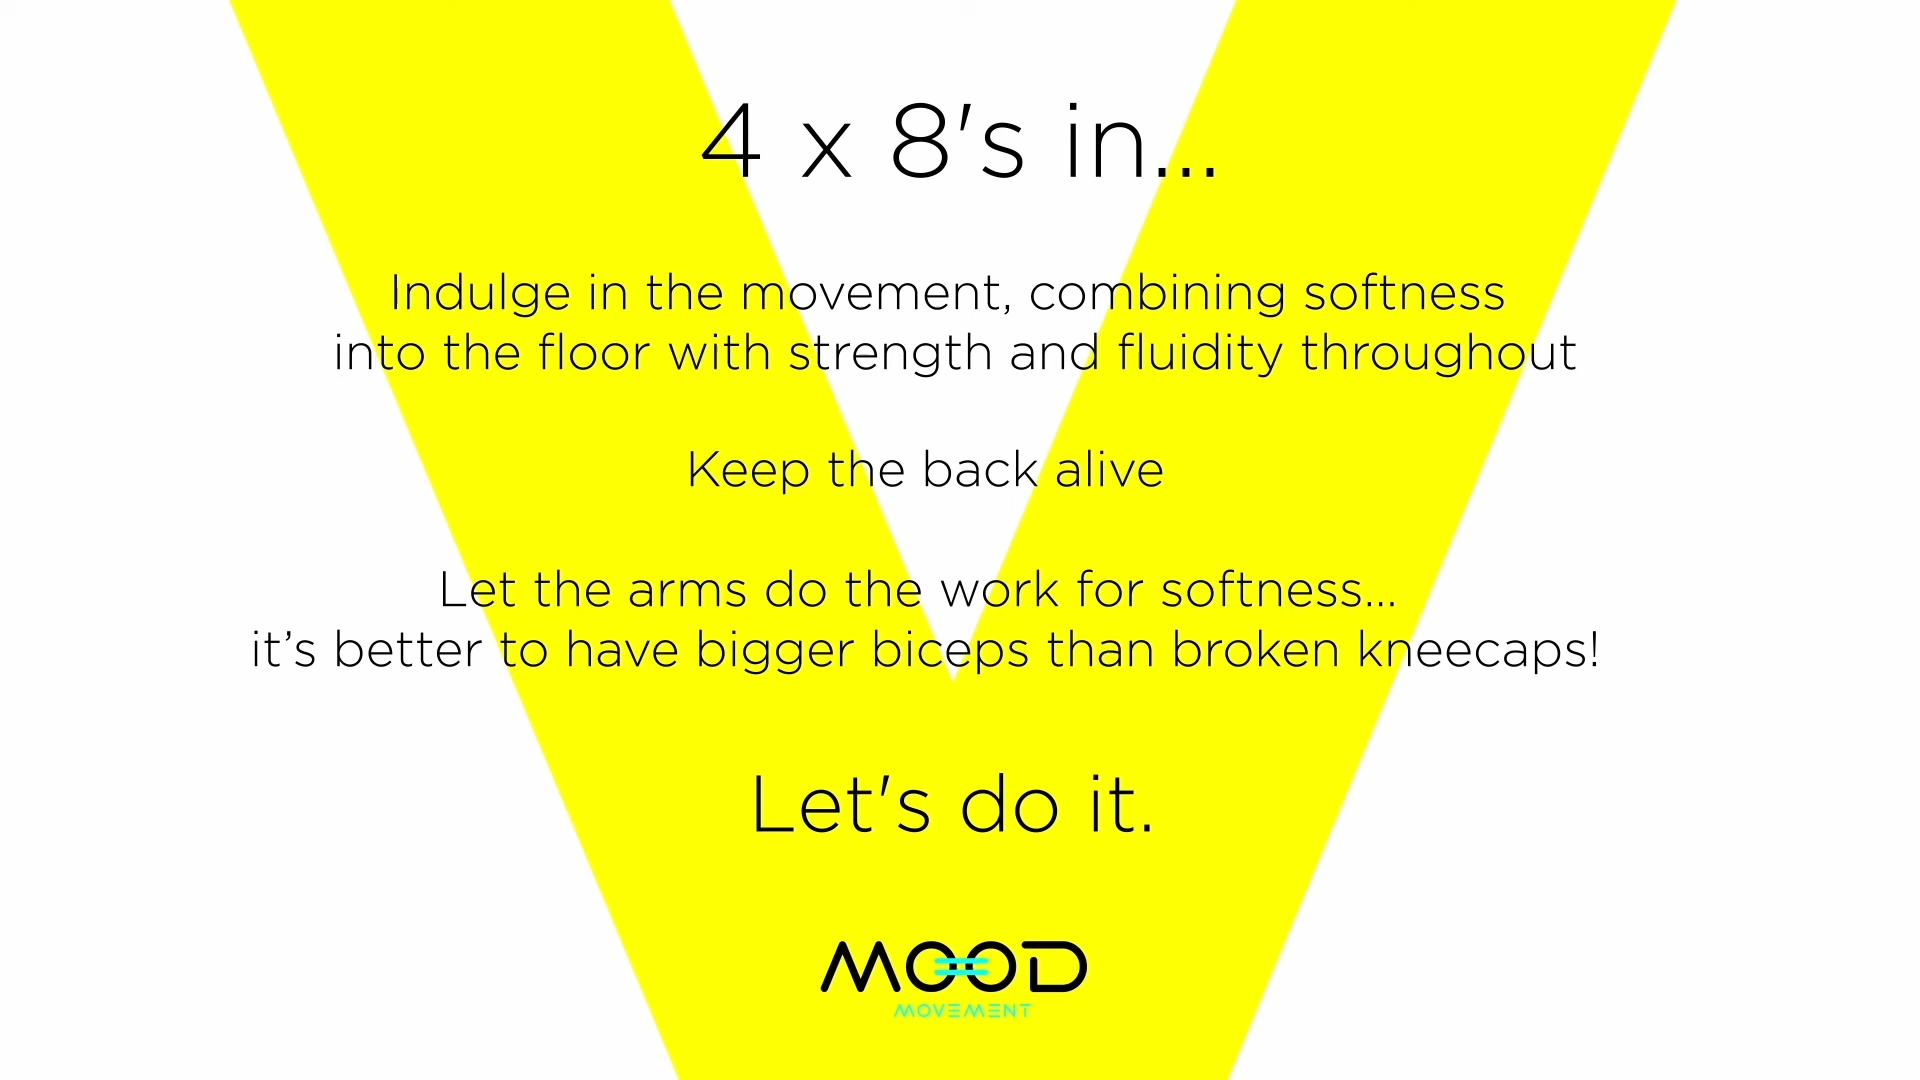 4 x 8's in...
Indulge in the movement, combining softness
into the floor with strength and fluidity throughout
Keep the back alive
Let the arms do the work for softness...
it’s better to have bigger biceps than broken kneecaps!
Let's do it.
MOOD
MOVEMENT